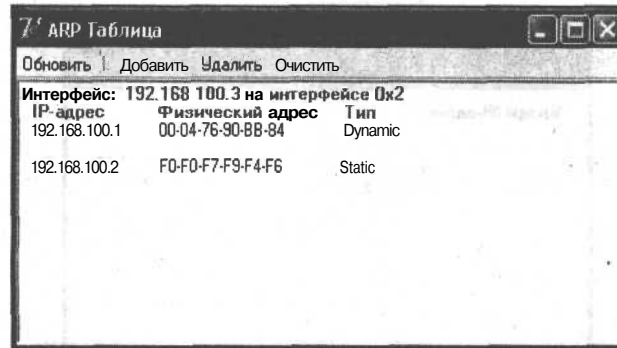 ARP Таблица
Обновить Добавить Удалить Очистить
Интерфейс: 192.168 100.3 на интерфейсе 0x2
IP-адрес Физический адрес Тип
192.168.100.1 00-04-76-90-BB-84 Dynamic
192.168.100.2 F0-F0-F7-F9-F4-F6 Static